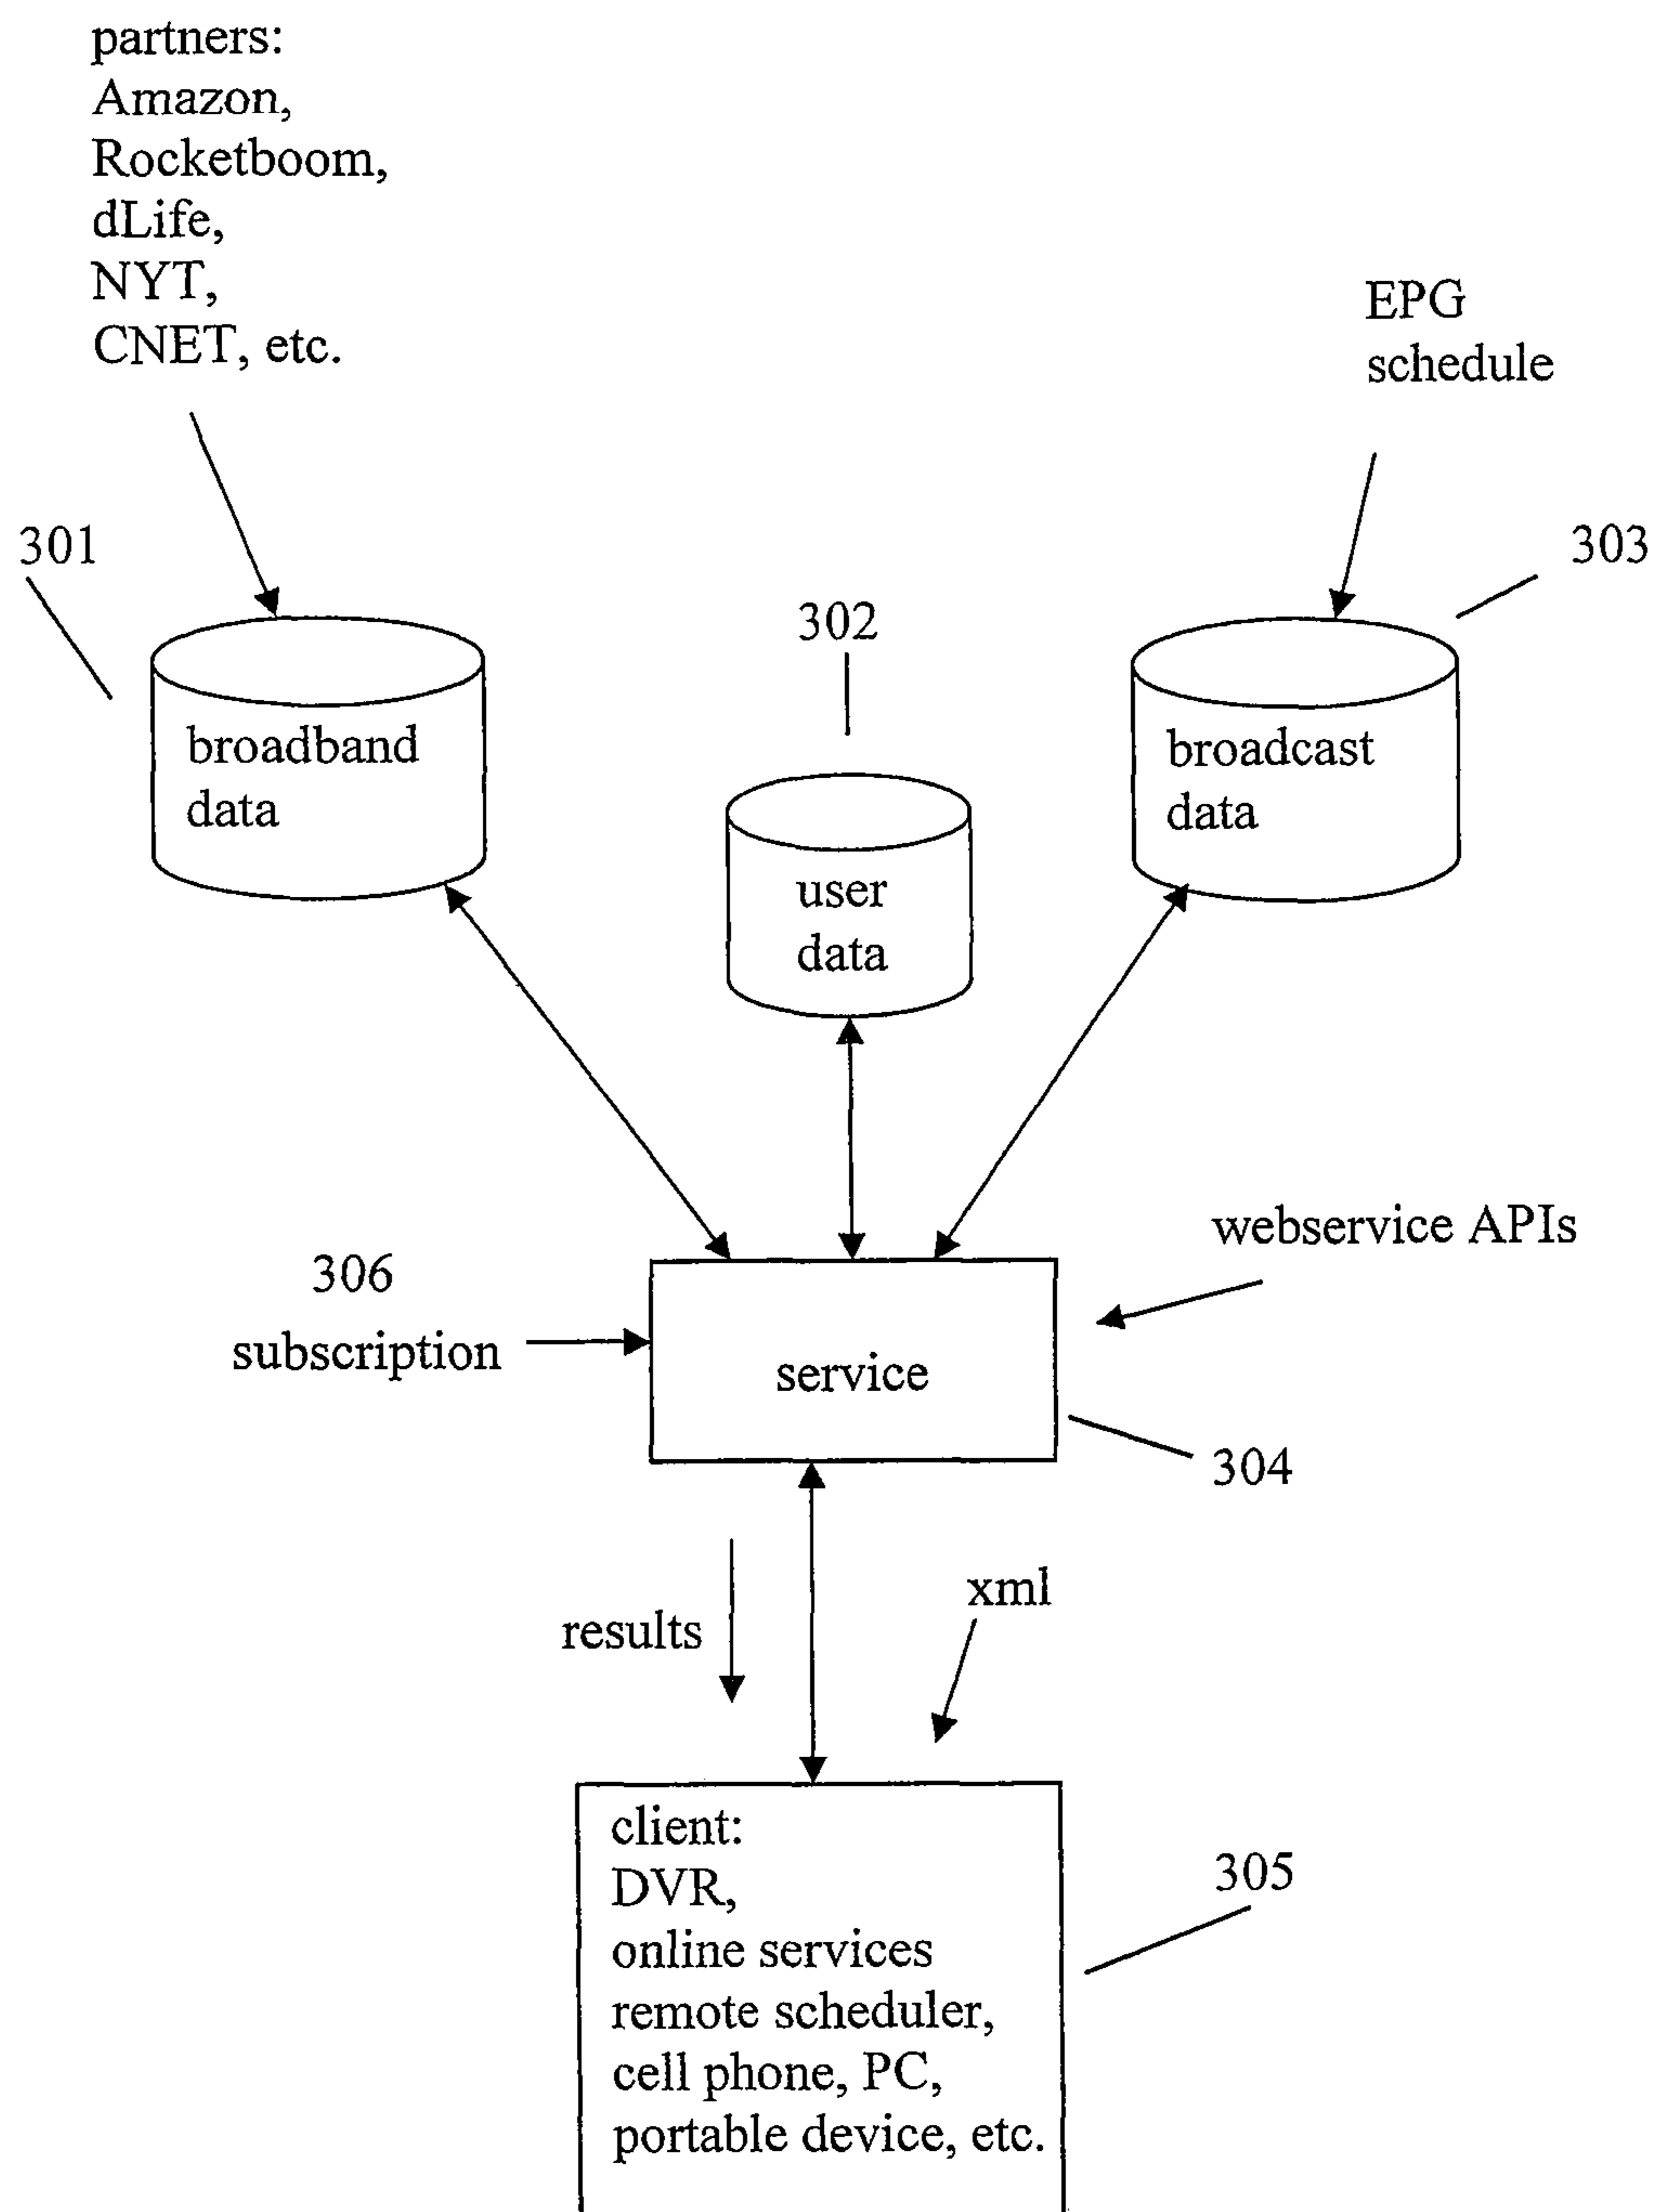 partners:
Amazon,
Rocketboom,
dLife,
NYT,
CNET, etc.
EPG
schedule
301
303
302
broadband
data
broadcast
data
user
data
webservice APIs
306
subscription
service
304
xml
results
client:
DVR,
online services
remote scheduler,
cell phone, PC,
portable device, etc.
305